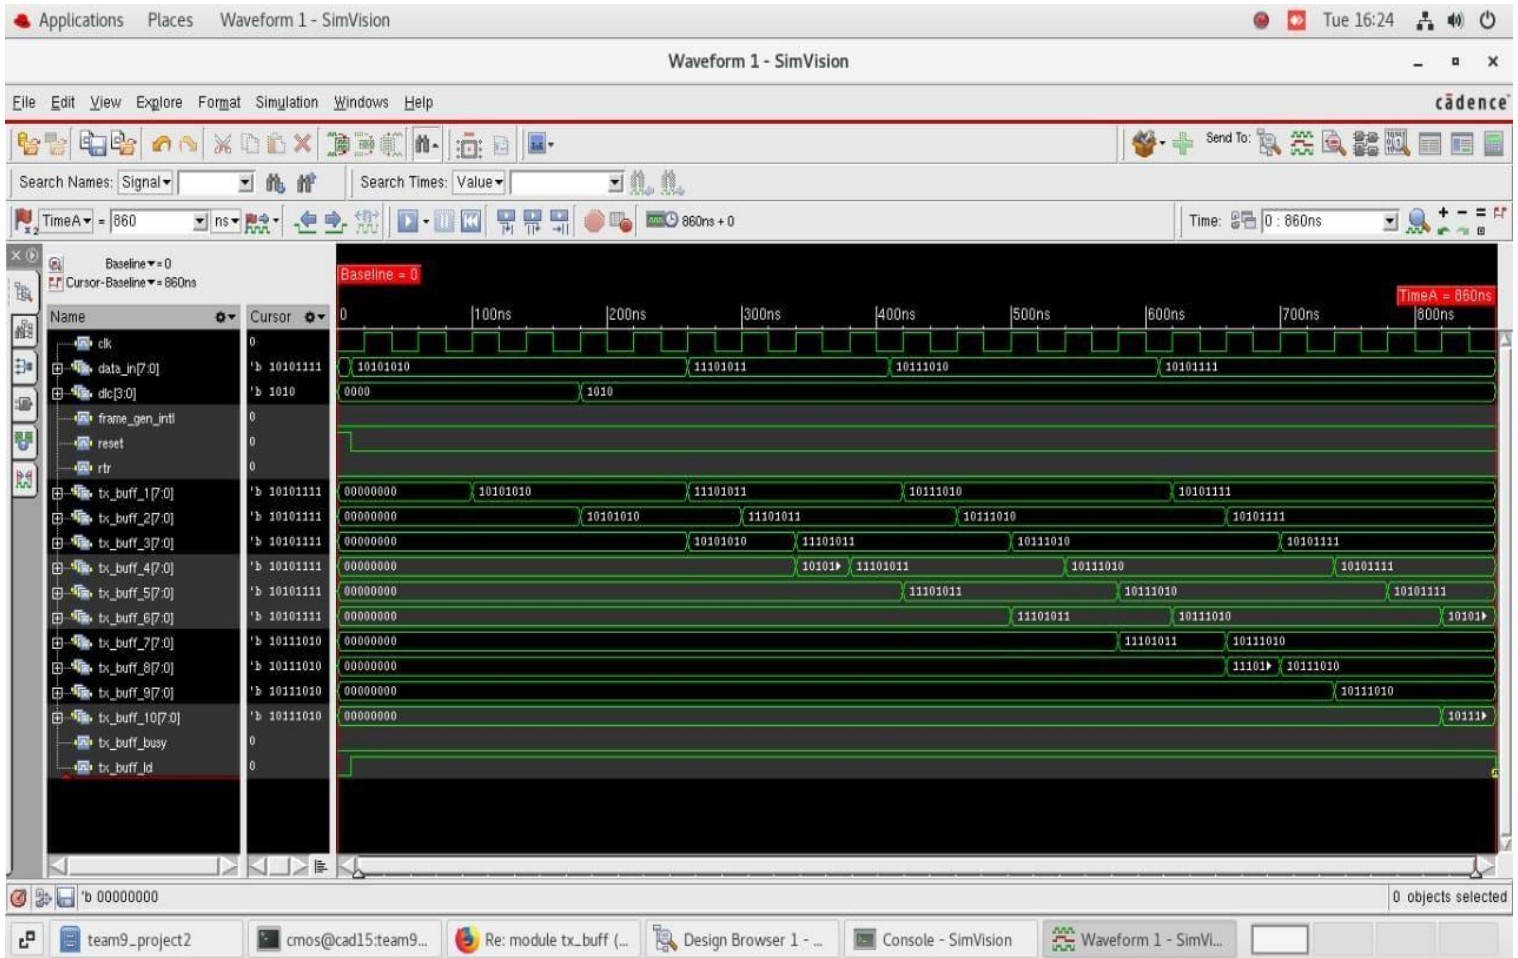 Applications Places Waveform 1 - SimVision Tue 16:24
Waveform 1 - SimVision
File Edit View Explore Format Simulation Windows Help cādence
Send To:
Search Names: Signal Search Times: Value
TimeA = 860 ns 860ns + 0 Time: 0 : 860ns
Baseline = 0
Cursor-Baseline = 860ns
Baseline = 0
TimeA = 860ns
Name Cursor 0 100ns 200ns 300ns 400ns 500ns 600ns 700ns 800ns
clk 0
data_in[7:0] 'b 10101111 10101010 11101011 10111010 10101111
dlc[3:0] 'b 1010 0000 1010
frame_gen_intl 0
reset 0
rtr 0
tx_buff_1[7:0] 'b 10101111 00000000 10101010 11101011 10111010 10101111
tx_buff_2[7:0] 'b 10101111 00000000 10101010 11101011 10111010 10101111
tx_buff_3[7:0] 'b 10101111 00000000 10101010 11101011 10111010 10101111
tx_buff_4[7:0] 'b 10101111 00000000 10101 11101011 10111010 10101111
tx_buff_5[7:0] 'b 10101111 00000000 11101011 10111010 10101111
tx_buff_6[7:0] 'b 10101111 00000000 11101011 10111010 10101
tx_buff_7[7:0] 'b 10111010 00000000 11101011 10111010
tx_buff_8[7:0] 'b 10111010 00000000 11101 10111010
tx_buff_9[7:0] 'b 10111010 00000000 10111010
tx_buff_10[7:0] 'b 10111010 00000000 10111
tx_buff_busy 0
tx_buff_ld 0
'b 00000000 0 objects selected
team9_project2 cmos@cad15:team9... Re: module tx_buff (... Design Browser 1 - ... Console - SimVision Waveform 1 - SimVi...